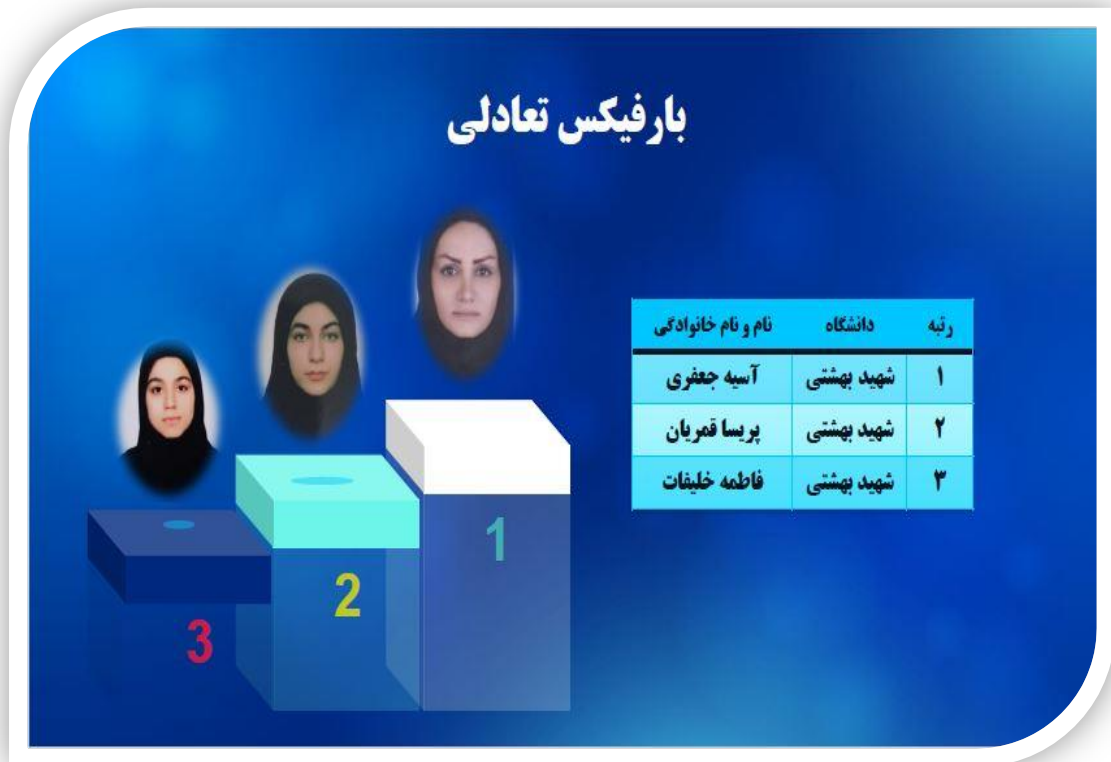 بارفیکس تعادلی
رتبه دانشگاه نام و نام خانوادگی
۱ شهید بهشتی آسیه جعفری
۲ شهید بهشتی پریسا قمریان
۳ شهید بهشتی فاطمه خلیفات
1
2
3